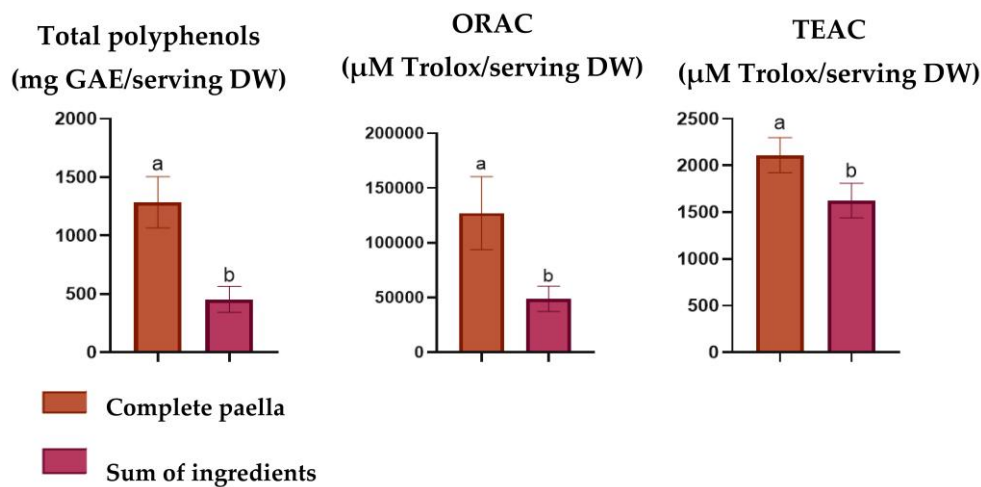 Total polyphenols
(mg GAE/serving DW)
2000
1500
1000
500
0
a
b
ORAC
(μM Trolox/serving DW)
200000
150000
100000
50000
0
a
b
TEAC
(μM Trolox/serving DW)
2500
2000
1500
1000
500
0
a
b
Complete paella
Sum of ingredients